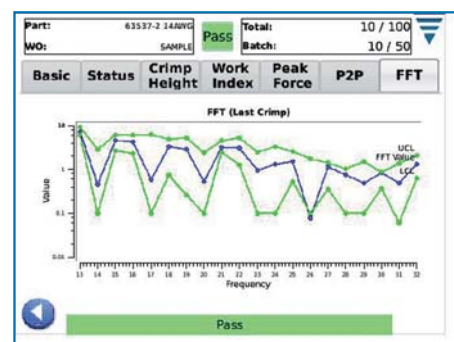 Part: 63537-2 14AWG Pass Total: 10 / 100
WO: SAMPLE Batch: 10 / 50
Basic Status Crimp Height Work Index Peak Force P2P FFT
FFT (Last Crimp)
10
1
0.1
0.01
Value
UCL
FFT Value
LCL
13 14 15 16 17 18 19 20 21 22 23 24 25 26 27 28 29 30 31 32
Frequency
Pass